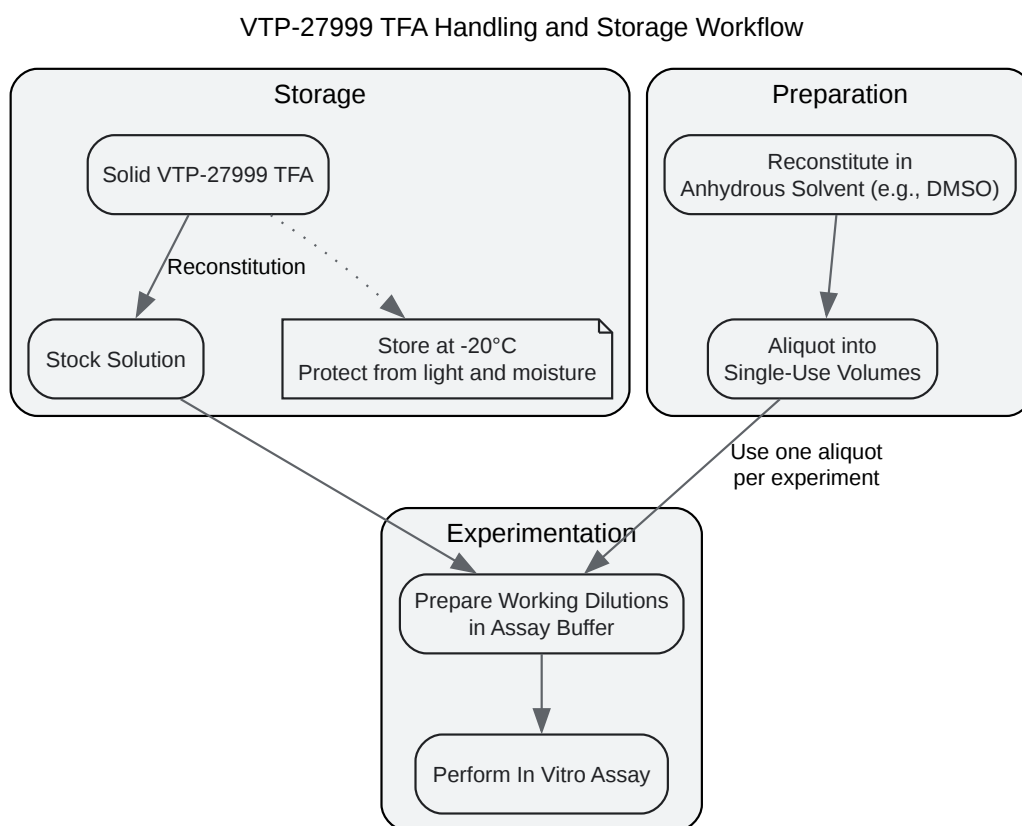 VTP-27999 TFA Handling and Storage Workflow
Storage
Solid VTP-27999 TFA
Reconstitution
Stock Solution
Store at -20°C
Protect from light and moisture
Preparation
Reconstitute in
Anhydrous Solvent (e.g., DMSO)
Aliquot into
Single-Use Volumes
Use one aliquot
per experiment
Experimentation
Prepare Working Dilutions
in Assay Buffer
Perform In Vitro Assay